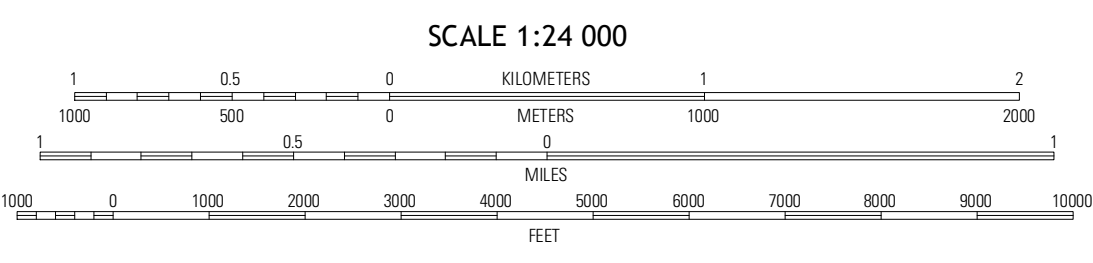 SCALE 1:24 000
1 0.5 0 KILOMETERS 1 2
1000 500 0 METERS 1000 2000
1 0.5 0 1
MILES
1000 0 1000 2000 3000 4000 5000 6000 7000 8000 9000 10000
FEET